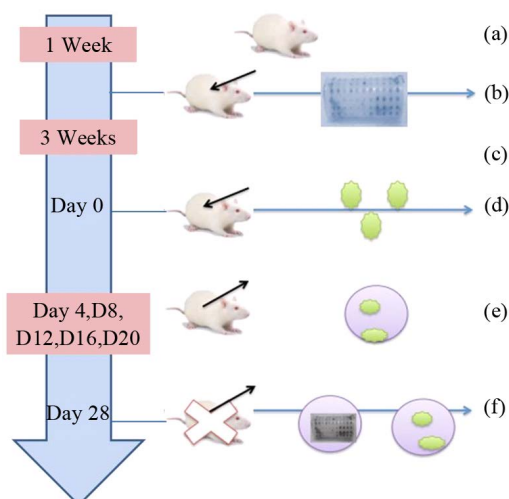 1 Week
(a)
(b)
3 Weeks
(c)
Day 0
(d)
Day 4,D8,
D12,D16,D20
(e)
Day 28
(f)